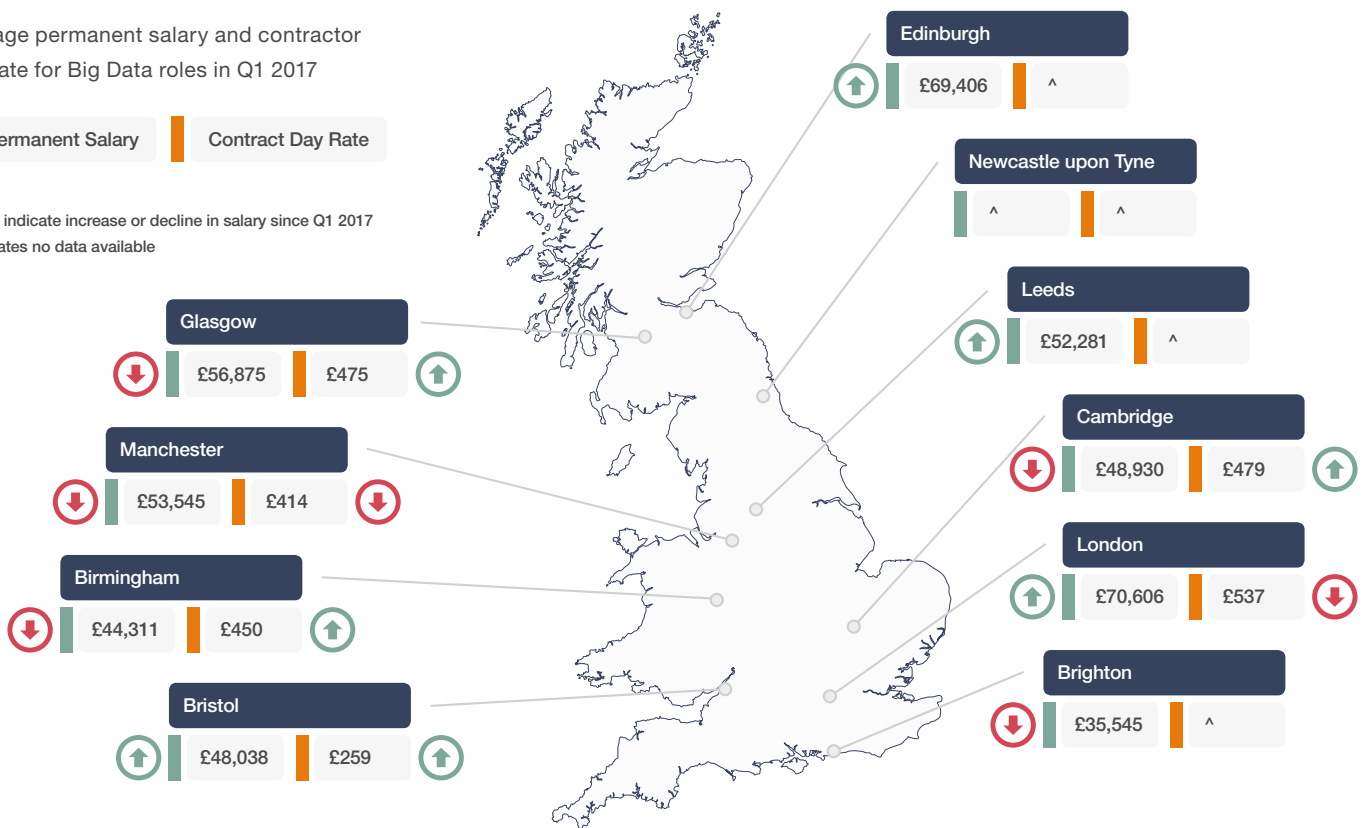 age permanent salary and contractor
ate for Big Data roles in Q1 2017
ermanent Salary
Contract Day Rate
indicate increase or decline in salary since Q1 2017
ates no data available
Edinburgh
£69,406 ^
Newcastle upon Tyne
^ ^
Leeds
£52,281 ^
Glasgow
£56,875 £475
Cambridge
£48,930 £479
Manchester
£53,545 £414
London
£70,606 £537
Birmingham
£44,311 £450
Brighton
£35,545 ^
Bristol
£48,038 £259